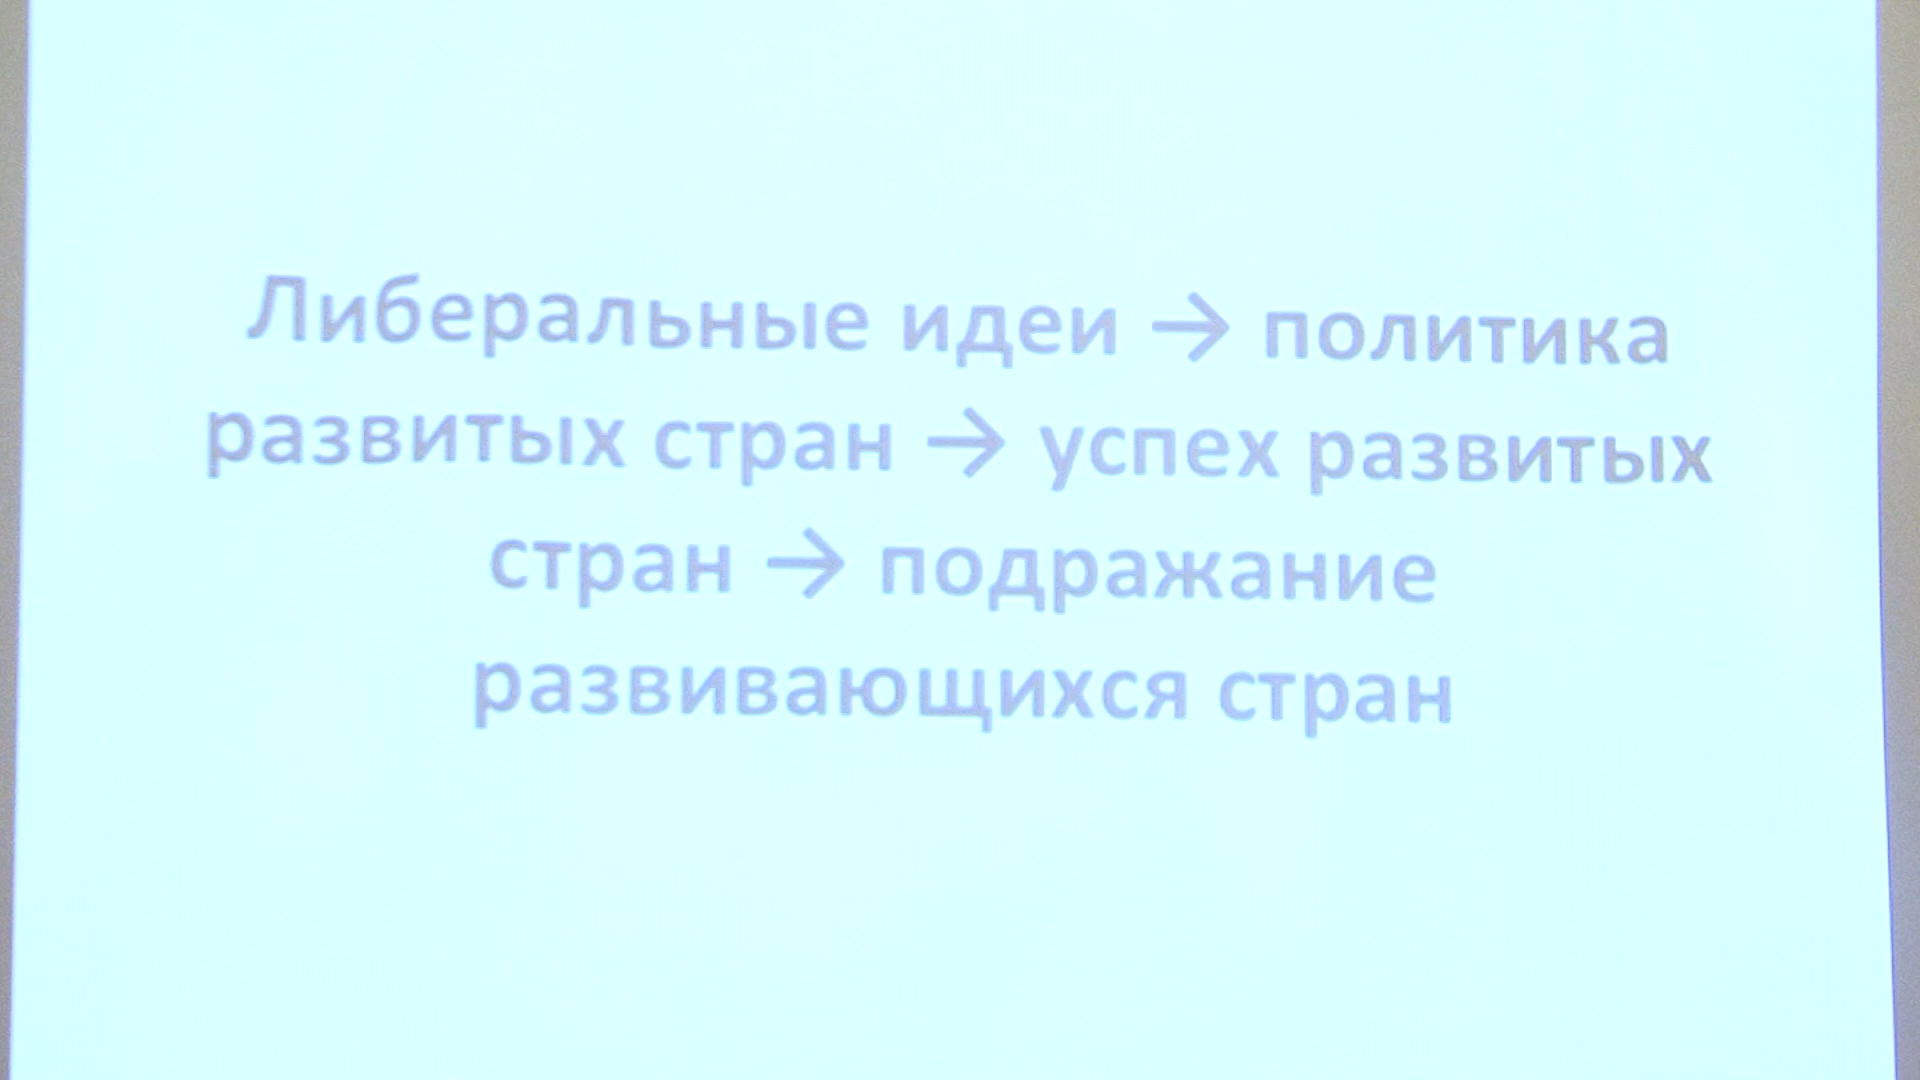 Либеральные идеи → политика
развитых стран → успех развитых
стран → подражание
развивающихся стран